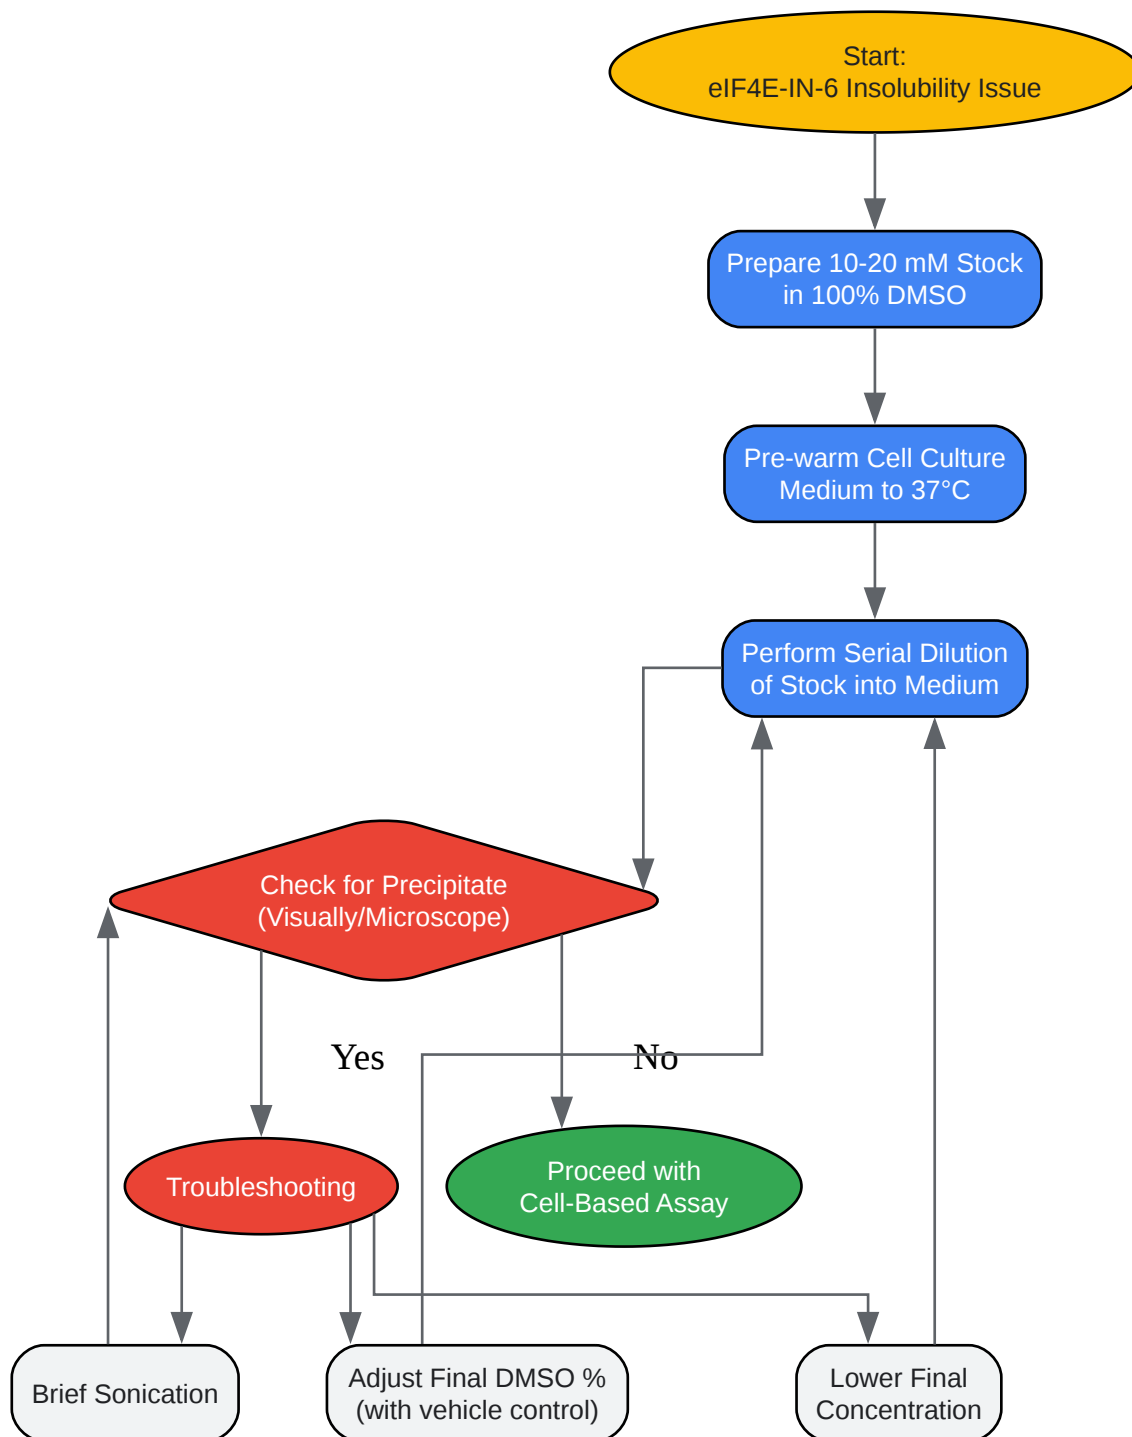 Start:
eIF4E-IN-6 Insolubility Issue
Prepare 10-20 mM Stock
in 100% DMSO
Pre-warm Cell Culture
Medium to 37°C
Perform Serial Dilution
of Stock into Medium
Check for Precipitate
(Visually/Microscope)
Yes
No
Troubleshooting
Proceed with
Cell-Based Assay
Brief Sonication
Adjust Final DMSO %
(with vehicle control)
Lower Final
Concentration